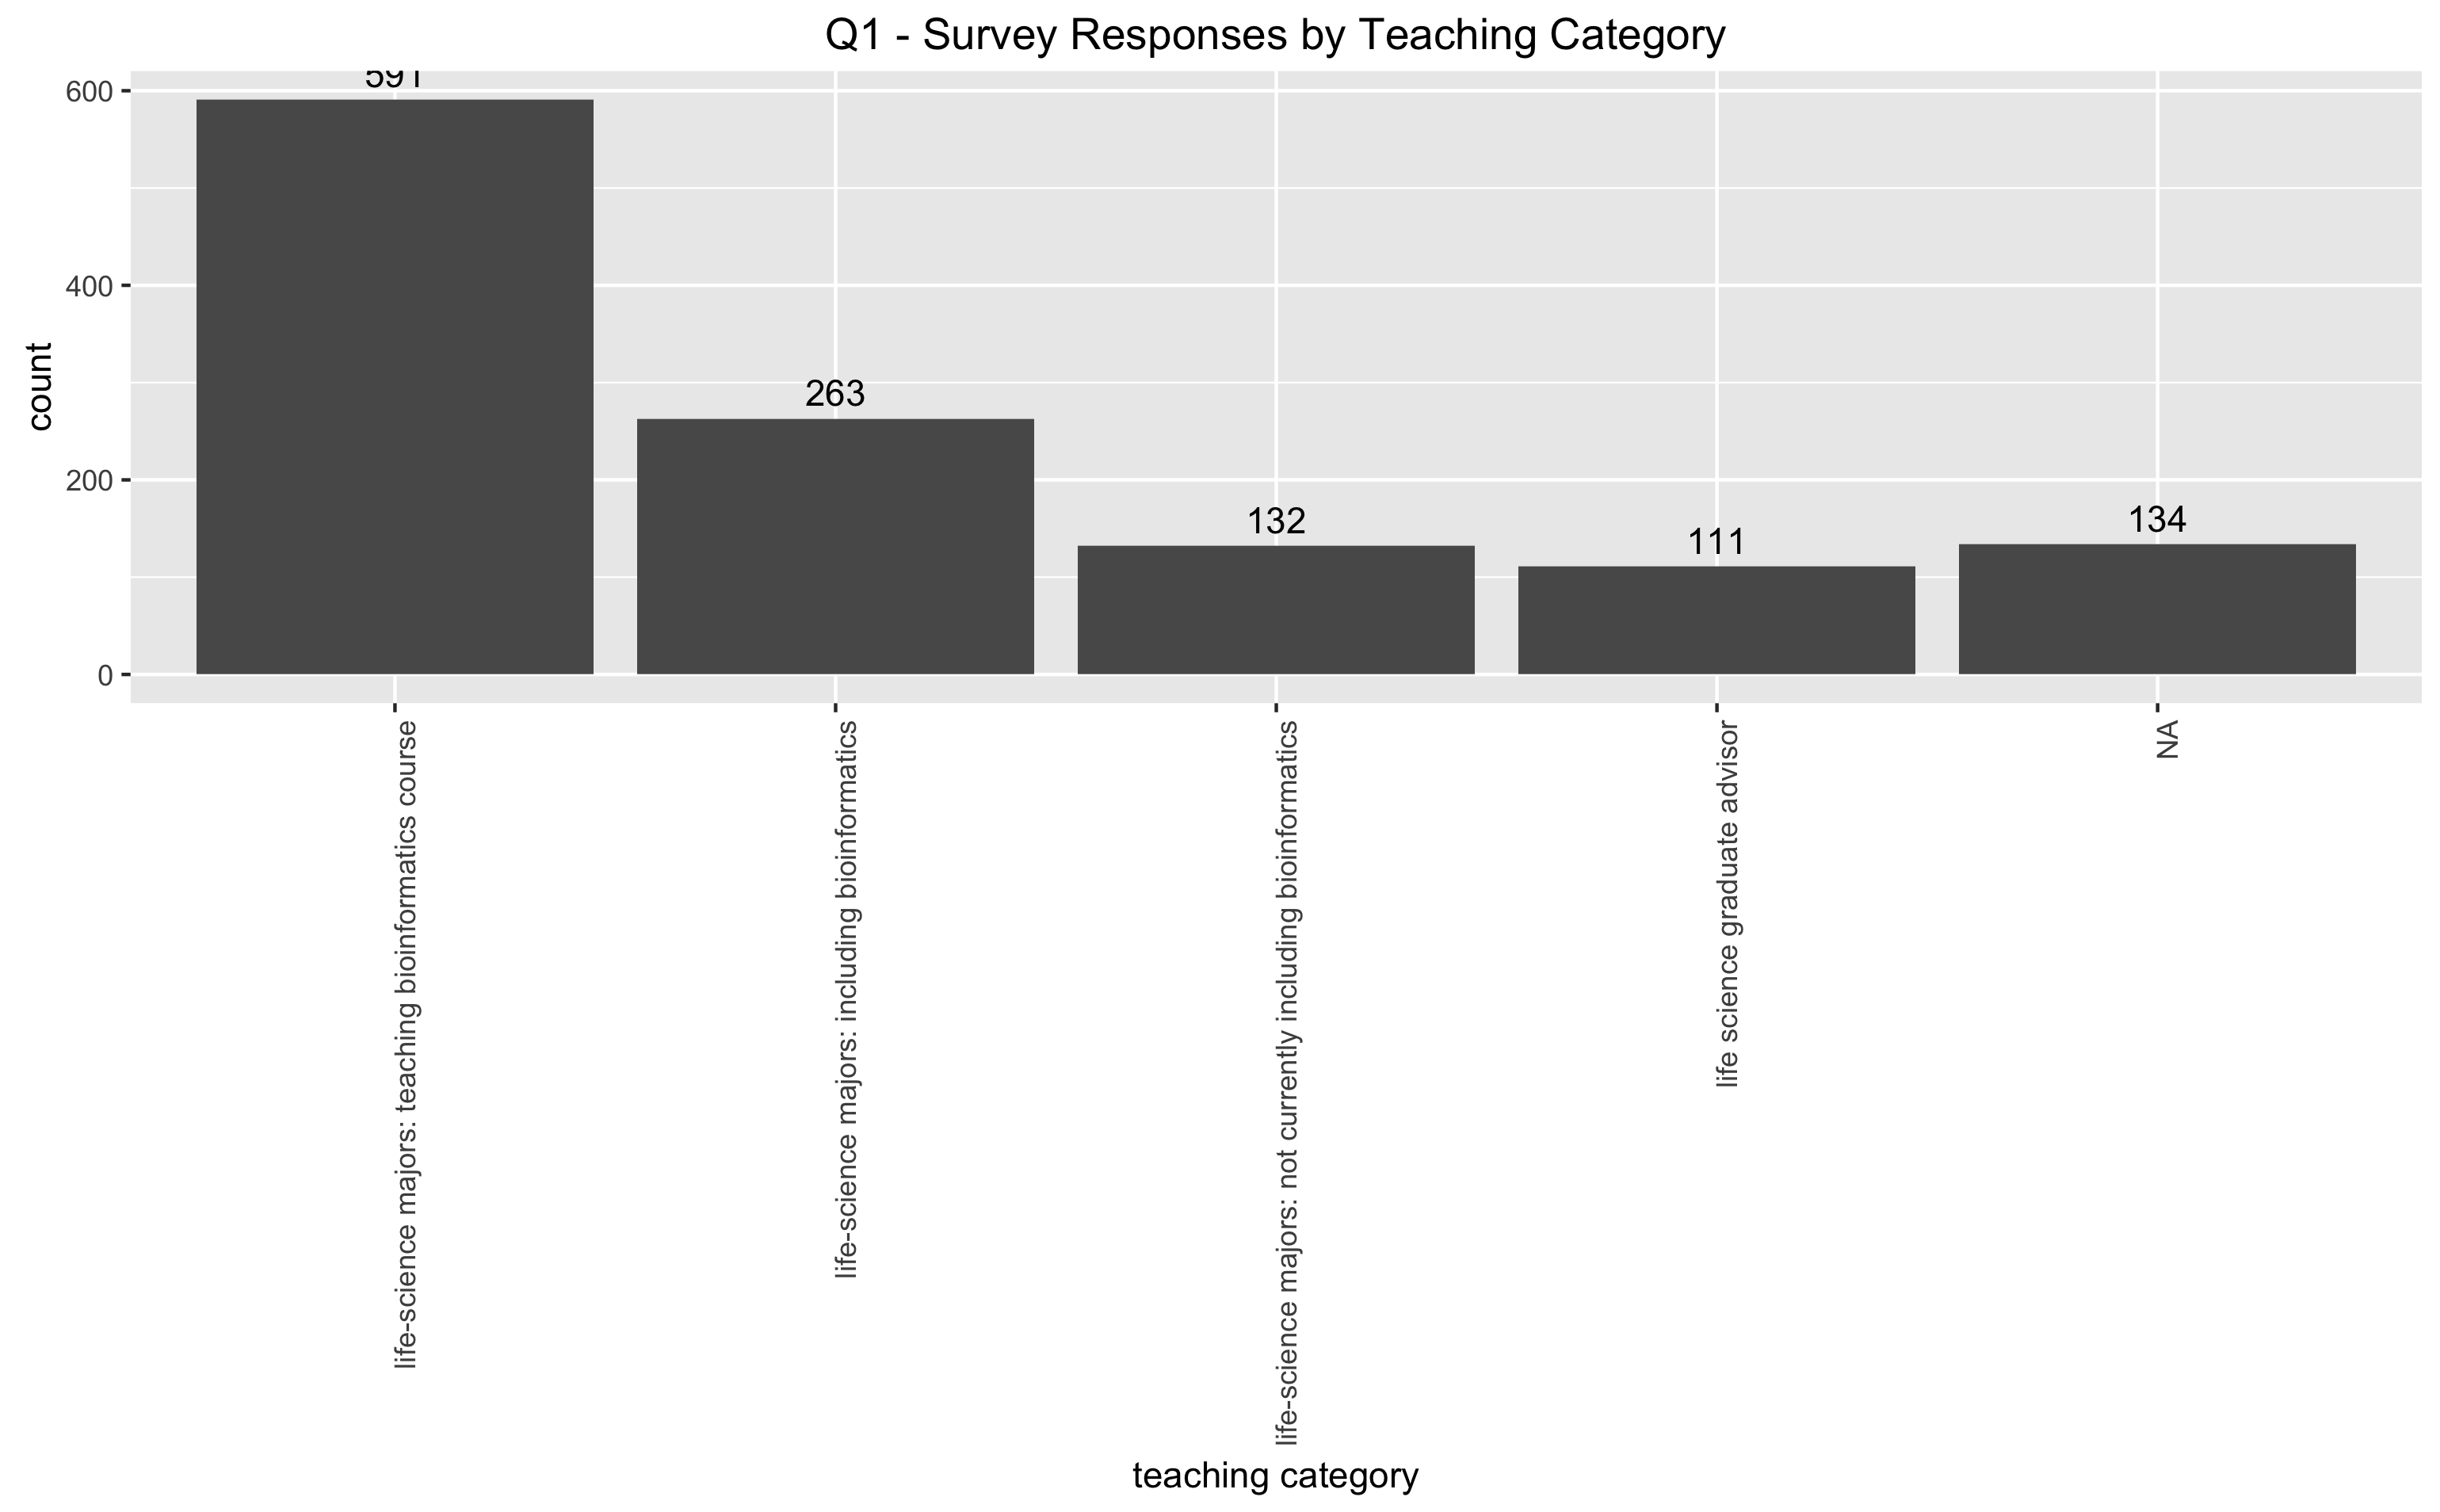 Q1 - Survey Responses by Teaching Category
591
600
263
400
count
132
200
111
134
0
life-science majors: teaching bioinformatics course
life-science majors: including bioinformatics
life-science majors: not currently including bioinformatics
life science graduate advisor
NA
teaching category